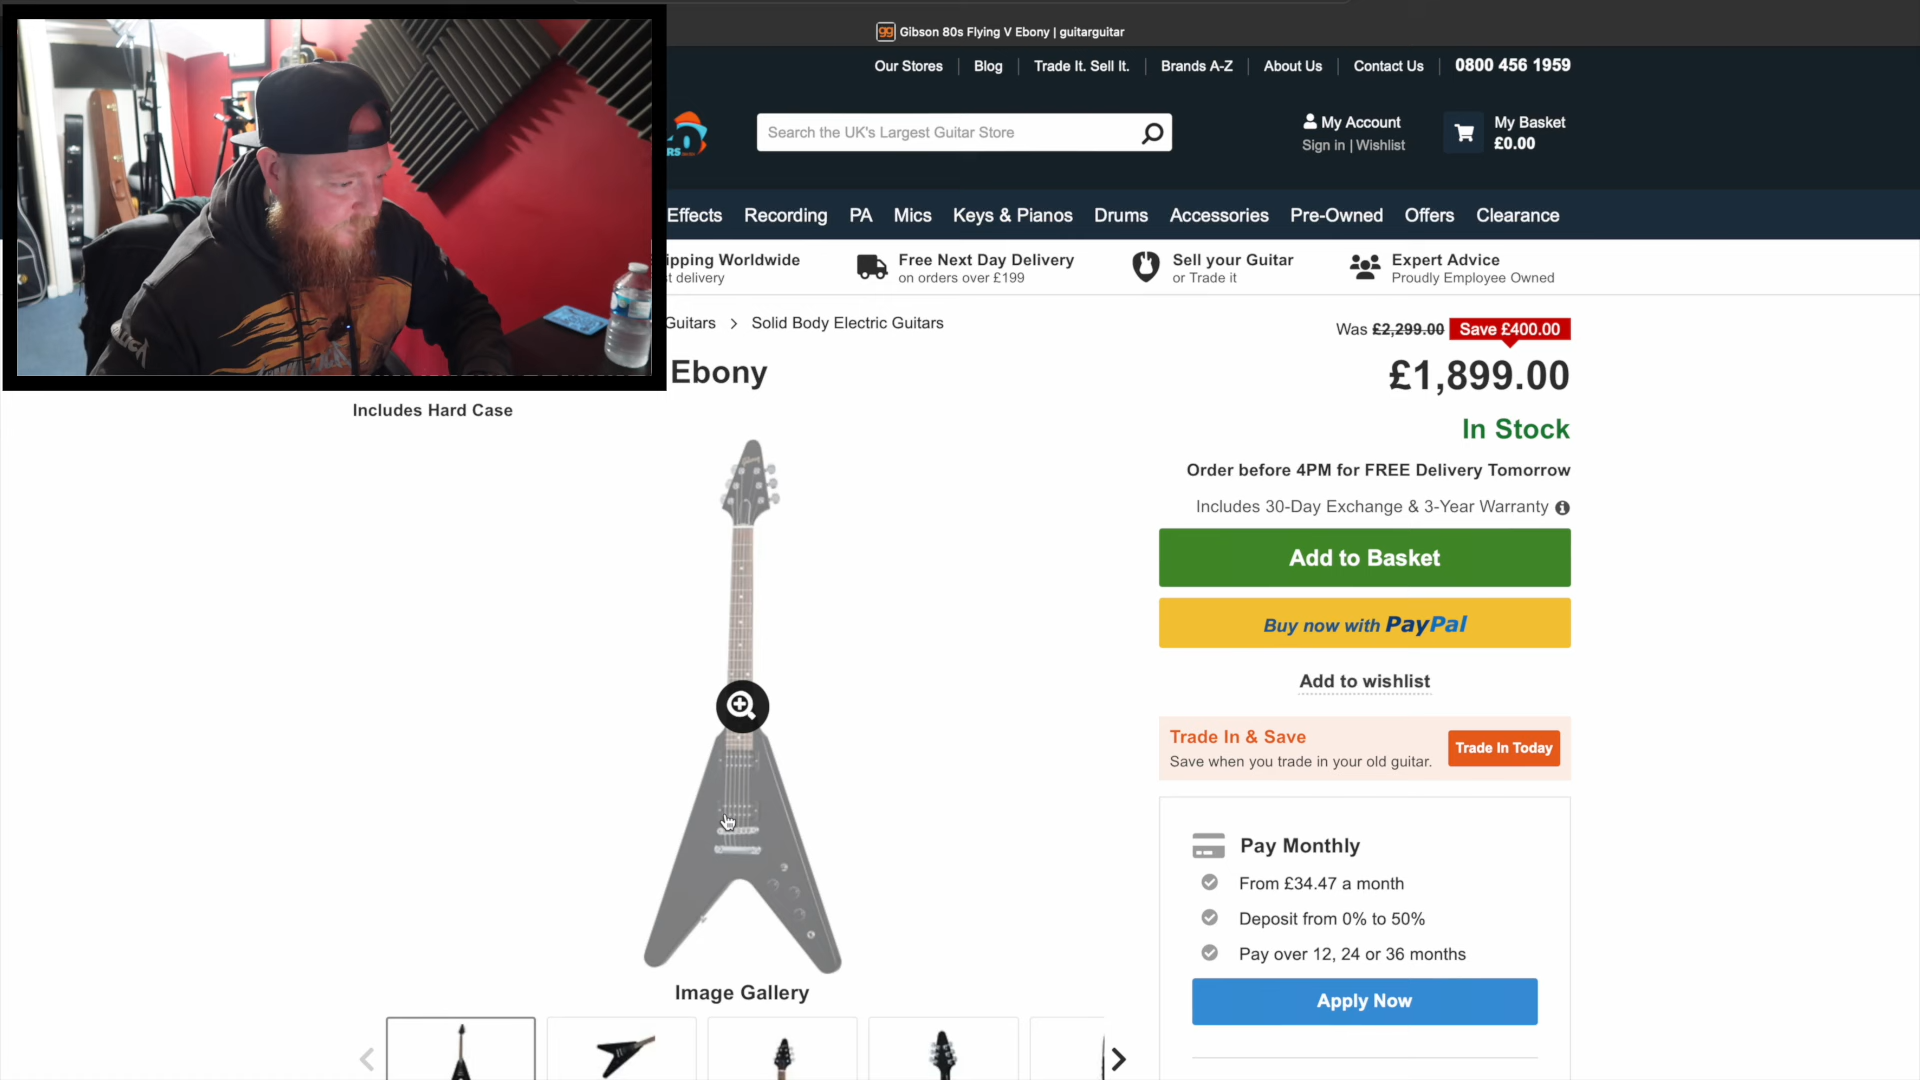 Gibson 80s Flying V Ebony | guitarguitar
Our Stores
Blog
Trade It. Sell It.
Brands A-Z
About Us
Contact Us
0800 456 1959
Search the UK's Largest Guitar Store
My Account
Sign in | Wishlist
My Basket
£0.00
Effects
Recording
PA
Mics
Keys & Pianos
Drums
Accessories
Pre-Owned
Offers
Clearance
ipping Worldwide
t delivery
Free Next Day Delivery
on orders over £199
Sell your Guitar
or Trade it
Expert Advice
Proudly Employee Owned
Guitars > Solid Body Electric Guitars
Ebony
Includes Hard Case
Was £2,299.00 Save £400.00
£1,899.00
In Stock
Order before 4PM for FREE Delivery Tomorrow
Includes 30-Day Exchange & 3-Year Warranty
Add to Basket
Buy now with PayPal
Add to wishlist
Trade In & Save
Save when you trade in your old guitar.
Trade In Today
Pay Monthly
From £34.47 a month
Deposit from 0% to 50%
Pay over 12, 24 or 36 months
Apply Now
Image Gallery